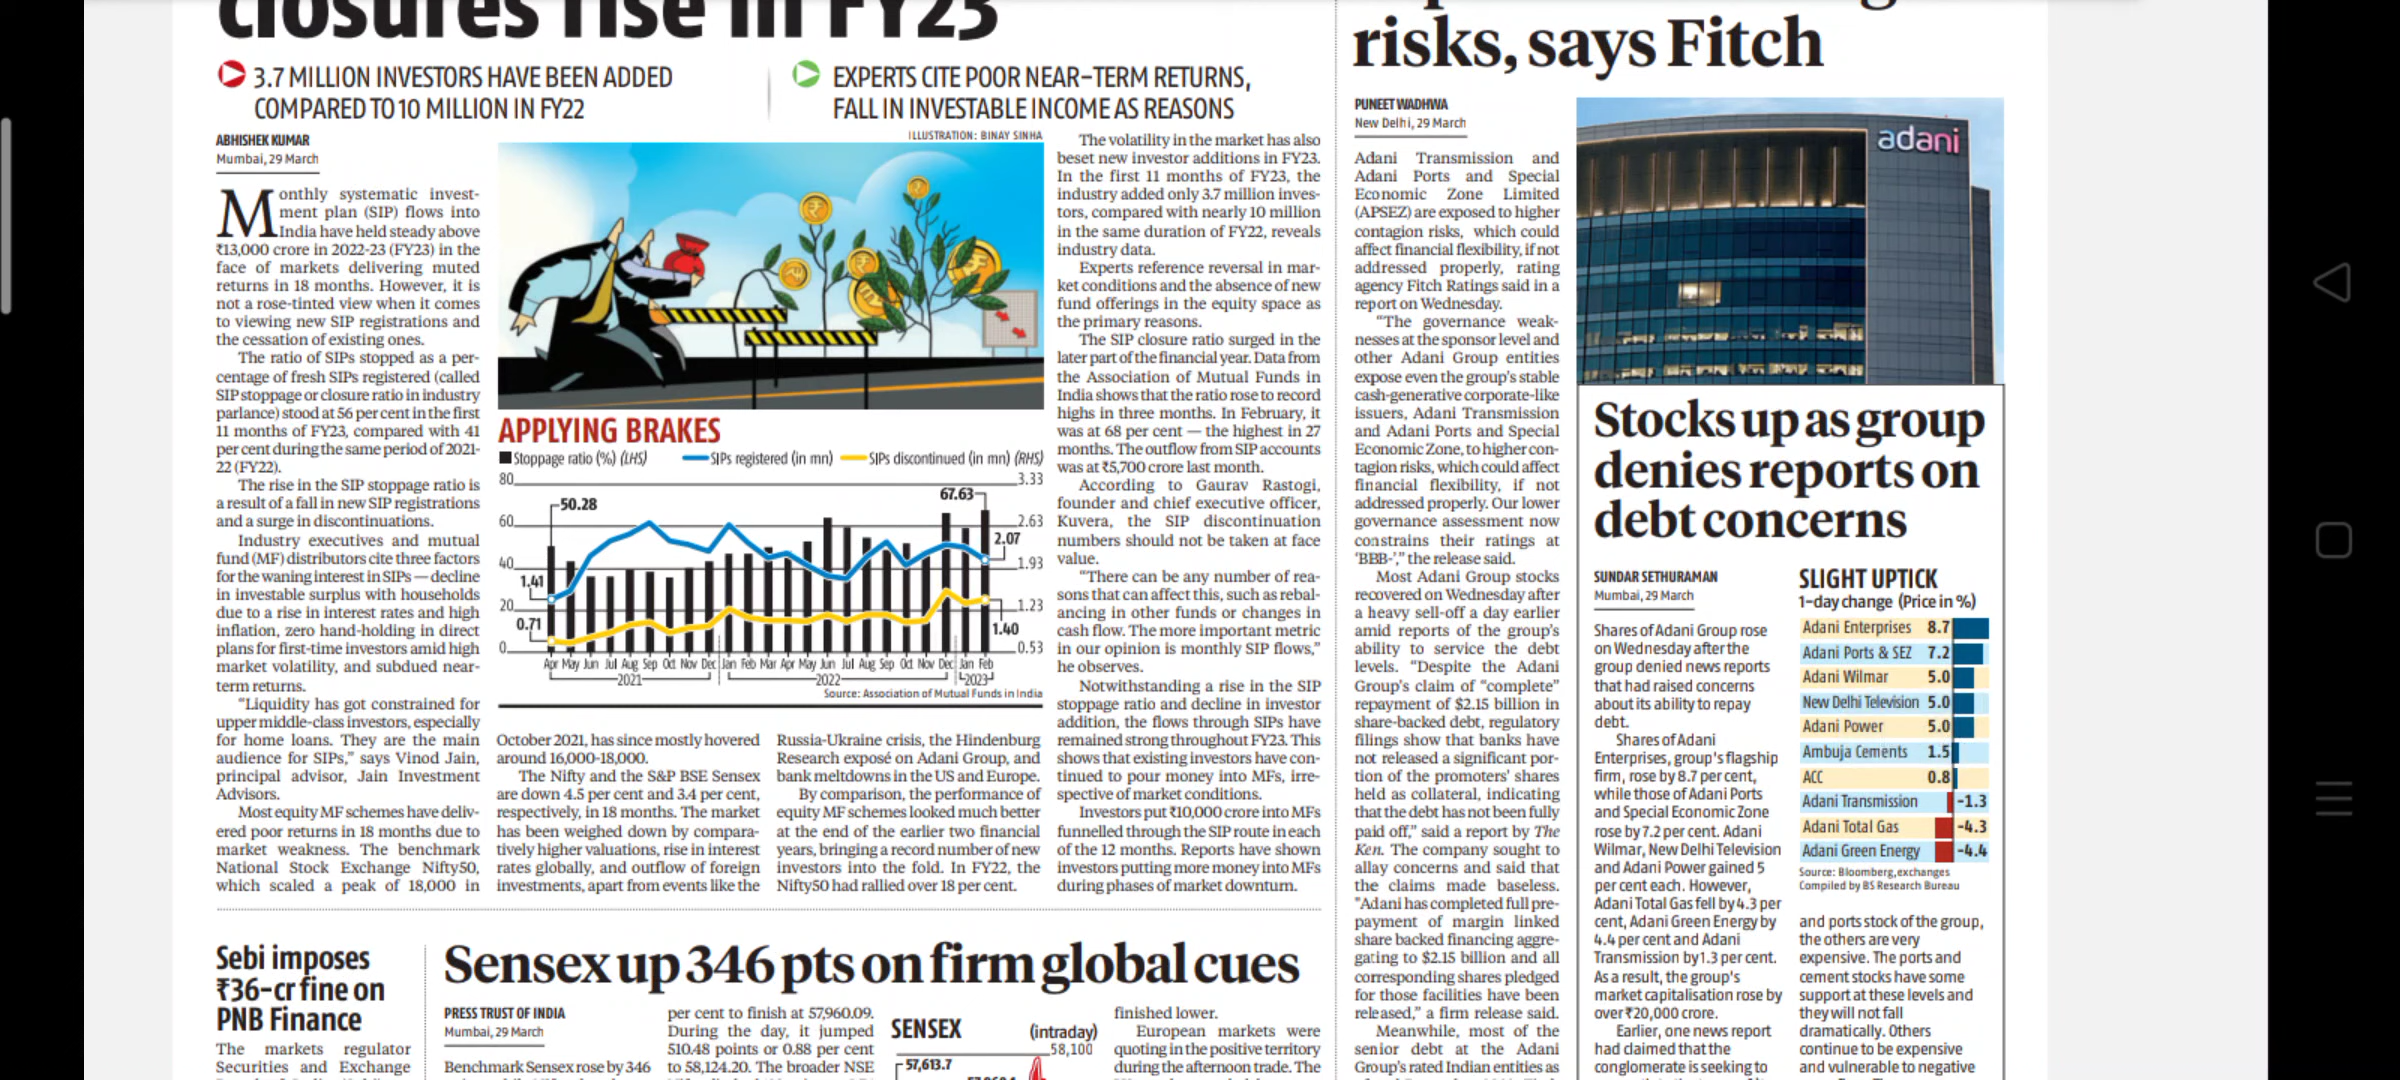 closures rise in FY23
3.7 MILLION INVESTORS HAVE BEEN ADDED
COMPARED TO 10 MILLION IN FY22
EXPERTS CITE POOR NEAR-TERM RETURNS,
FALL IN INVESTABLE INCOME AS REASONS
ABHISHEK KUMAR
Mumbai, 29 March
Monthly systematic invest-
ment plan (SIP) flows into
India have held steady above
₹13,000 crore in 2022-23 (FY23) in the
face of markets delivering muted
returns in 18 months. However, it is
not a rose-tinted view when it comes
to viewing new SIP registrations and
the cessation of existing ones.
The ratio of SIPs stopped as a per-
centage of fresh SIPs registered (called
SIP stoppage or closure ratio in industry
parlance) stood at 56 per cent in the first
11 months of FY23, compared with 41
per cent during the same period of 2021-
22 (FY22).
The rise in the SIP stoppage ratio is
a result of a fall in new SIP registrations
and a surge in discontinuations.
Industry executives and mutual
fund (MF) distributors cite three factors
for the waning interest in SIPs — decline
in investable surplus with households
due to a rise in interest rates and high
inflation, zero hand-holding in direct
plans for first-time investors amid high
market volatility, and subdued near-
term returns.
"Liquidity has got constrained for
upper middle-class investors, especially
for home loans. They are the main
audience for SIPs," says Vinod Jain,
principal advisor, Jain Investment
Advisors.
Most equity MF schemes have deliv-
ered poor returns in 18 months due to
market weakness. The benchmark
National Stock Exchange Nifty50,
which scaled a peak of 18,000 in
ILLUSTRATION: BINAY SINHA
APPLYING BRAKES
Stoppage ratio (%) (LHS) SIPs registered (in mn) SIPs discontinued (in mn) (RHS)
80 3.33
60 2.63
40 1.93
20 1.23
0 0.53
50.28
67.63
2.07
1.41
0.71
1.40
Apr May Jun Jul Aug Sep Oct Nov Dec Jan Feb Mar Apr May Jun Jul Aug Sep Oct Nov Dec Jan Feb
2021 2022 2023
Source: Association of Mutual Funds in India
October 2021, has since mostly hovered
around 16,000-18,000.
The Nifty and the S&P BSE Sensex
are down 4.5 per cent and 3.4 per cent,
respectively, in 18 months. The market
has been weighed down by compara-
tively higher valuations, rise in interest
rates globally, and outflow of foreign
investments, apart from events like the
Russia-Ukraine crisis, the Hindenburg
Research exposé on Adani Group, and
bank meltdowns in the US and Europe.
By comparison, the performance of
equity MF schemes looked much better
at the end of the earlier two financial
years, bringing a record number of new
investors into the fold. In FY22, the
Nifty50 had rallied over 18 per cent.
The volatility in the market has also
beset new investor additions in FY23.
In the first 11 months of FY23, the
industry added only 3.7 million inves-
tors, compared with nearly 10 million
in the same duration of FY22, reveals
industry data.
Experts reference reversal in mar-
ket conditions and the absence of new
fund offerings in the equity space as
the primary reasons.
The SIP closure ratio surged in the
later part of the financial year. Data from
the Association of Mutual Funds in
India shows that the ratio rose to record
highs in three months. In February, it
was at 68 per cent — the highest in 27
months. The outflow from SIP accounts
was at ₹5,700 crore last month.
According to Gaurav Rastogi,
founder and chief executive officer,
Kuvera, the SIP discontinuation
numbers should not be taken at face
value.
"There can be any number of rea-
sons that can affect this, such as rebal-
ancing in other funds or changes in
cash flow. The more important metric
in our opinion is monthly SIP flows,"
he observes.
Notwithstanding a rise in the SIP
stoppage ratio and decline in investor
addition, the flows through SIPs have
remained strong throughout FY23. This
shows that existing investors have con-
tinued to pour money into MFs, irre-
spective of market conditions.
Investors put ₹10,000 crore into MFs
funnelled through the SIP route in each
of the 12 months. Reports have shown
investors putting more money into MFs
during phases of market downturn.
risks, says Fitch
PUNEET WADHWA
New Delhi, 29 March
Adani Transmission and
Adani Ports and Special
Economic Zone Limited
(APSEZ) are exposed to higher
contagion risks, which could
affect financial flexibility, if not
addressed properly, rating
agency Fitch Ratings said in a
report on Wednesday.
"The governance weak-
nesses at the sponsor level and
other Adani Group entities
expose even the group's stable
cash-generative corporate-like
issuers, Adani Transmission
and Adani Ports and Special
Economic Zone, to higher con-
tagion risks, which could affect
financial flexibility, if not
addressed properly. Our lower
governance assessment now
constrains their ratings at
'BBB-'," the release said.
Most Adani Group stocks
recovered on Wednesday after
a heavy sell-off a day earlier
amid reports of the group's
ability to service the debt
levels. "Despite the Adani
Group's claim of "complete"
repayment of $2.15 billion in
share-backed debt, regulatory
filings show that banks have
not released a significant por-
tion of the promoters' shares
held as collateral, indicating
that the debt has not been fully
paid off," said a report by The
Ken. The company sought to
allay concerns and said that
the claims made baseless.
"Adani has completed full pre-
payment of margin linked
share backed financing aggre-
gating to $2.15 billion and all
corresponding shares pledged
for those facilities have been
released," a firm release said.
Meanwhile, most of the
senior debt at the Adani
Group's rated Indian entities as
adani
Stocks up as group
denies reports on
debt concerns
SUNDAR SETHURAMAN
Mumbai, 29 March
Shares of Adani Group rose
on Wednesday after the
group denied news reports
that had raised concerns
about its ability to repay
debt.
Shares of Adani
Enterprises, group's flagship
firm, rose by 8.7 per cent,
while those of Adani Ports
and Special Economic Zone
rose by 7.2 per cent. Adani
Wilmar, New Delhi Television
and Adani Power gained 5
per cent each. However,
Adani Total Gas fell by 4.3 per
cent, Adani Green Energy by
4.4 per cent and Adani
Transmission by 1.3 per cent.
As a result, the group's
market capitalisation rose by
over ₹20,000 crore.
Earlier, one news report
had claimed that the
conglomerate is seeking to
SLIGHT UPTICK
1-day change (Price in %)
Adani Enterprises 8.7
Adani Ports & SEZ 7.2
Adani Wilmar 5.0
New Delhi Television 5.0
Adani Power 5.0
Ambuja Cements 1.5
ACC 0.8
Adani Transmission -1.3
Adani Total Gas -4.3
Adani Green Energy -4.4
Source: Bloomberg, exchanges
Compiled by BS Research Bureau
and ports stock of the group,
the others are very
expensive. The ports and
cement stocks have some
support at these levels and
they will not fall
dramatically. Others
continue to be expensive
and vulnerable to negative
Sebi imposes
₹36-cr fine on
PNB Finance
The markets regulator
Securities and Exchange
Sensex up 346 pts on firm global cues
PRESS TRUST OF INDIA
Mumbai, 29 March
Benchmark Sensex rose by 346
per cent to finish at 57,960.09.
During the day, it jumped
510.48 points or 0.88 per cent
to 58,124.20. The broader NSE
SENSEX (intraday)
58,100
57,613.7
finished lower.
European markets were
quoting in the positive territory
during the afternoon trade. The